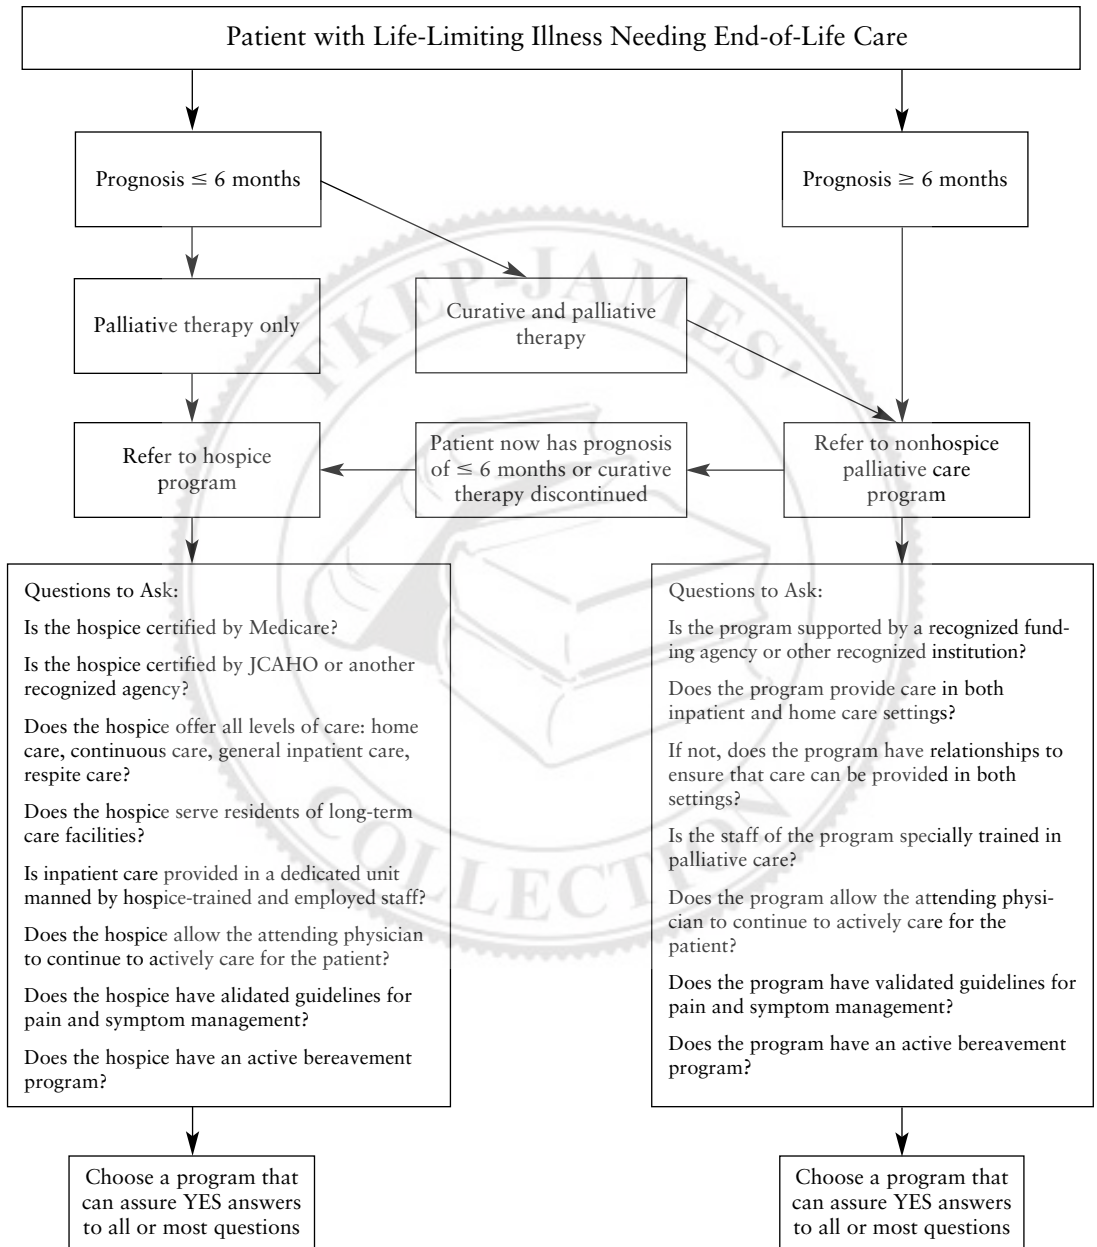 Patient with Life-Limiting Illness Needing End-of-Life Care
Prognosis ≤ 6 months
Prognosis ≥ 6 months
Palliative therapy only
Curative and palliative
therapy
Refer to hospice
program
Patient now has prognosis
of ≤ 6 months or curative
therapy discontinued
Refer to nonhospice
palliative care
program
Questions to Ask:
Is the hospice certified by Medicare?
Is the hospice certified by JCAHO or another
recognized agency?
Does the hospice offer all levels of care: home
care, continuous care, general inpatient care,
respite care?
Does the hospice serve residents of long-term
care facilities?
Is inpatient care provided in a dedicated unit
manned by hospice-trained and employed staff?
Does the hospice allow the attending physician
to continue to actively care for the patient?
Does the hospice have alidated guidelines for
pain and symptom management?
Does the hospice have an active bereavement
program?
Questions to Ask:
Is the program supported by a recognized fund-
ing agency or other recognized institution?
Does the program provide care in both
inpatient and home care settings?
If not, does the program have relationships to
ensure that care can be provided in both
settings?
Is the staff of the program specially trained in
palliative care?
Does the program allow the attending physi-
cian to continue to actively care for the
patient?
Does the program have validated guidelines for
pain and symptom management?
Does the program have an active bereavement
program?
Choose a program that
can assure YES answers
to all or most questions
Choose a program that
can assure YES answers
to all or most questions
FKEP-JAMES'
COLLECTION